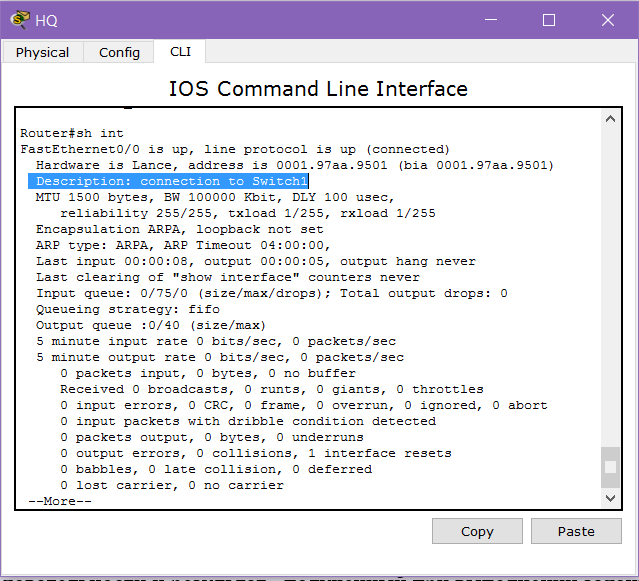 HQ
Physical Config CLI
IOS Command Line Interface
Router#sh int
FastEthernet0/0 is up, line protocol is up (connected)
Hardware is Lance, address is 0001.97aa.9501 (bia 0001.97aa.9501)
Description: connection to Switch1
MTU 1500 bytes, BW 100000 Kbit, DLY 100 usec,
reliability 255/255, txload 1/255, rxload 1/255
Encapsulation ARPA, loopback not set
ARP type: ARPA, ARP Timeout 04:00:00,
Last input 00:00:08, output 00:00:05, output hang never
Last clearing of "show interface" counters never
Input queue: 0/75/0 (size/max/drops); Total output drops: 0
Queueing strategy: fifo
Output queue :0/40 (size/max)
5 minute input rate 0 bits/sec, 0 packets/sec
5 minute output rate 0 bits/sec, 0 packets/sec
0 packets input, 0 bytes, 0 no buffer
Received 0 broadcasts, 0 runts, 0 giants, 0 throttles
0 input errors, 0 CRC, 0 frame, 0 overrun, 0 ignored, 0 abort
0 input packets with dribble condition detected
0 packets output, 0 bytes, 0 underruns
0 output errors, 0 collisions, 1 interface resets
0 babbles, 0 late collision, 0 deferred
0 lost carrier, 0 no carrier
--More--
Copy Paste